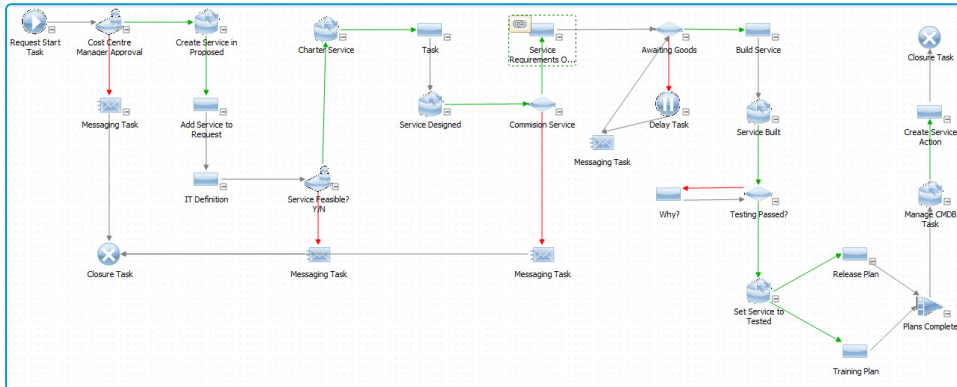 Request Start
Task
Cost Centre
Manager Approval
Create Service in
Proposed
Charter Service
Task
Service
Requirements O...
Awaiting Goods
Build Service
Closure Task
Messaging Task
Add Service to
Request
Service Designed
Commision Service
Delay Task
Messaging Task
Service Built
Create Service
Action
IT Definition
Service Feasible?
Y/N
Why?
Testing Passed?
Manage CMDB
Task
Closure Task
Messaging Task
Messaging Task
Release Plan
Set Service to
Tested
Plans Complete
Training Plan